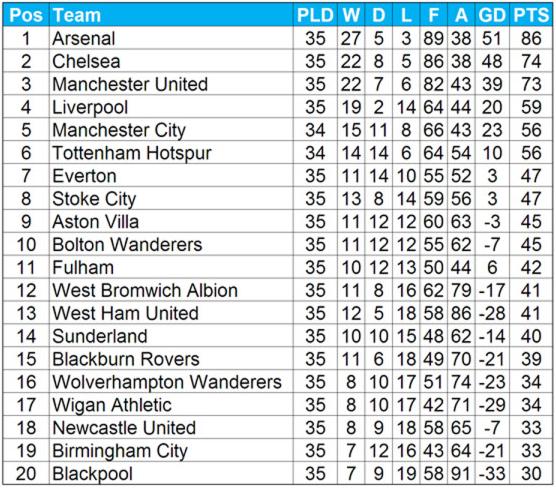 Pos Team PLD W D L F A GD PTS
1 Arsenal 35 27 5 3 89 38 51 86
2 Chelsea 35 22 8 5 86 38 48 74
3 Manchester United 35 22 7 6 82 43 39 73
4 Liverpool 35 19 2 14 64 44 20 59
5 Manchester City 34 15 11 8 66 43 23 56
6 Tottenham Hotspur 34 14 14 6 64 54 10 56
7 Everton 35 11 14 10 55 52 3 47
8 Stoke City 35 13 8 14 59 56 3 47
9 Aston Villa 35 11 12 12 60 63 -3 45
10 Bolton Wanderers 35 11 12 12 55 62 -7 45
11 Fulham 35 10 12 13 50 44 6 42
12 West Bromwich Albion 35 11 8 16 62 79 -17 41
13 West Ham United 35 12 5 18 58 86 -28 41
14 Sunderland 35 10 10 15 48 62 -14 40
15 Blackburn Rovers 35 11 6 18 49 70 -21 39
16 Wolverhampton Wanderers 35 8 10 17 51 74 -23 34
17 Wigan Athletic 35 8 10 17 42 71 -29 34
18 Newcastle United 35 8 9 18 58 65 -7 33
19 Birmingham City 35 7 12 16 43 64 -21 33
20 Blackpool 35 7 9 19 58 91 -33 30